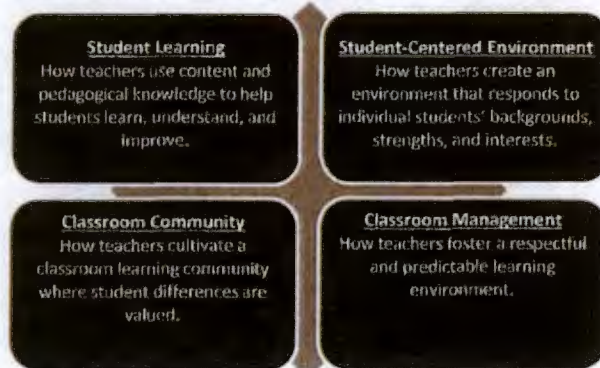 Student Learning
How teachers use content and
pedagogical knowledge to help
students learn, understand, and
improve.
Student-Centered Environment
How teachers create an
environment that responds to
individual students' backgrounds,
strengths, and interests.
Classroom Community
How teachers cultivate a
classroom learning community
where student differences are
valued.
Classroom Management
How teachers foster a respectful
and predictable learning
environment.